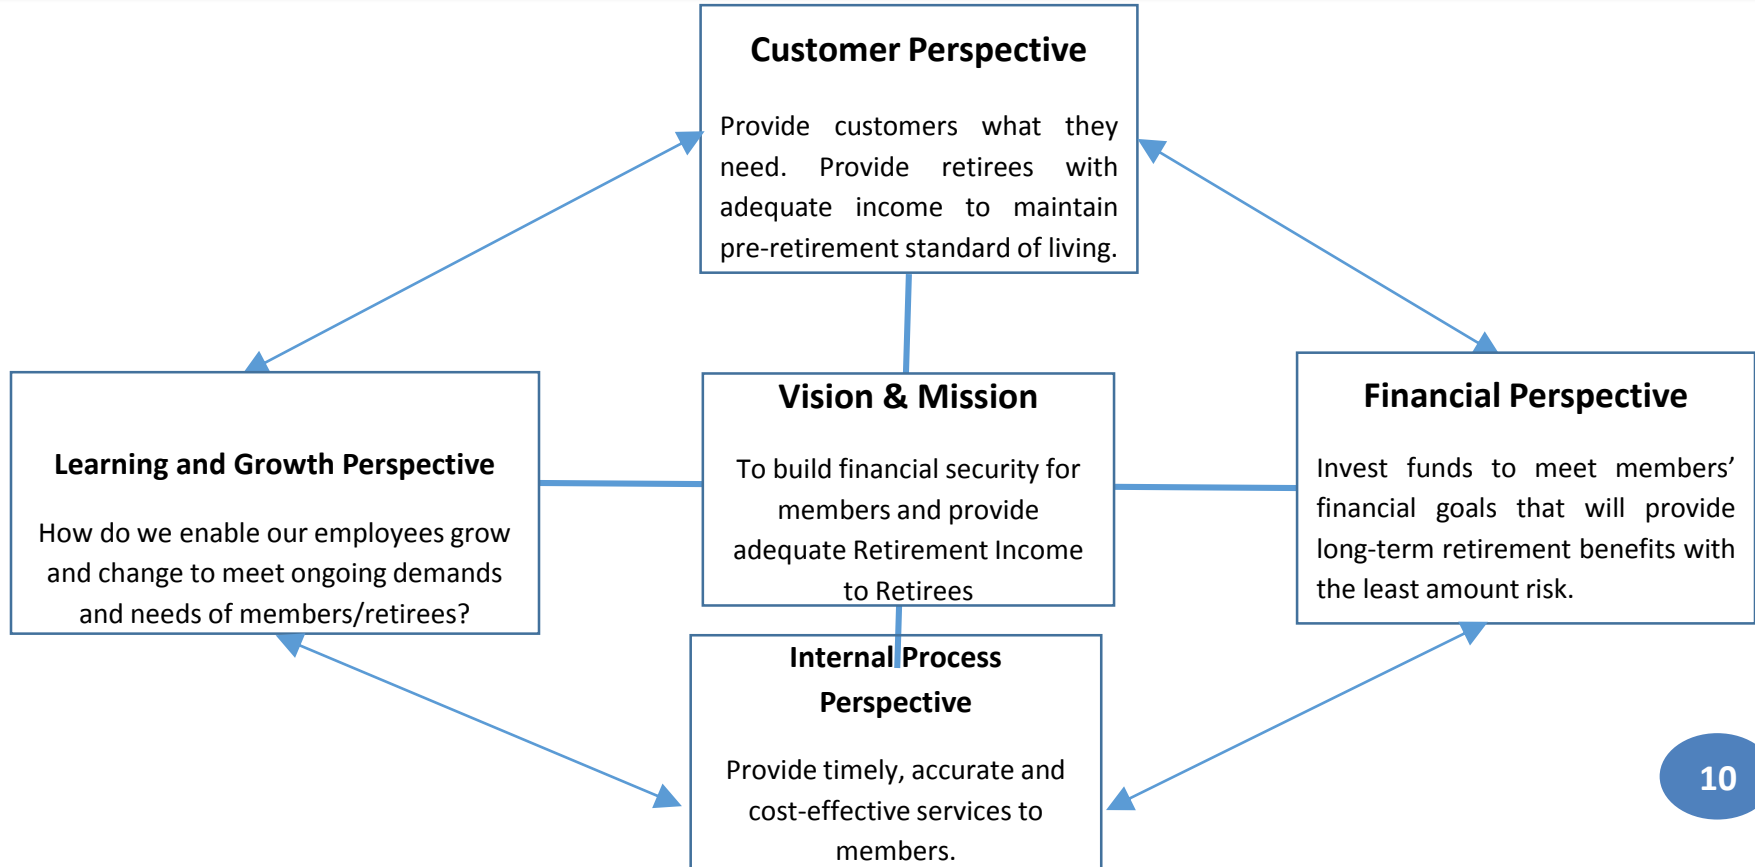 Customer Perspective
Provide customers what they
need. Provide retirees with
adequate income to maintain
pre-retirement standard of living.
Learning and Growth Perspective
How do we enable our employees grow
and change to meet ongoing demands
and needs of members/retirees?
Vision & Mission
To build financial security for
members and provide
adequate Retirement Income
to Retirees
Financial Perspective
Invest funds to meet members’
financial goals that will provide
long-term retirement benefits with
the least amount risk.
Internal Process
Perspective
Provide timely, accurate and
cost-effective services to
members.
10